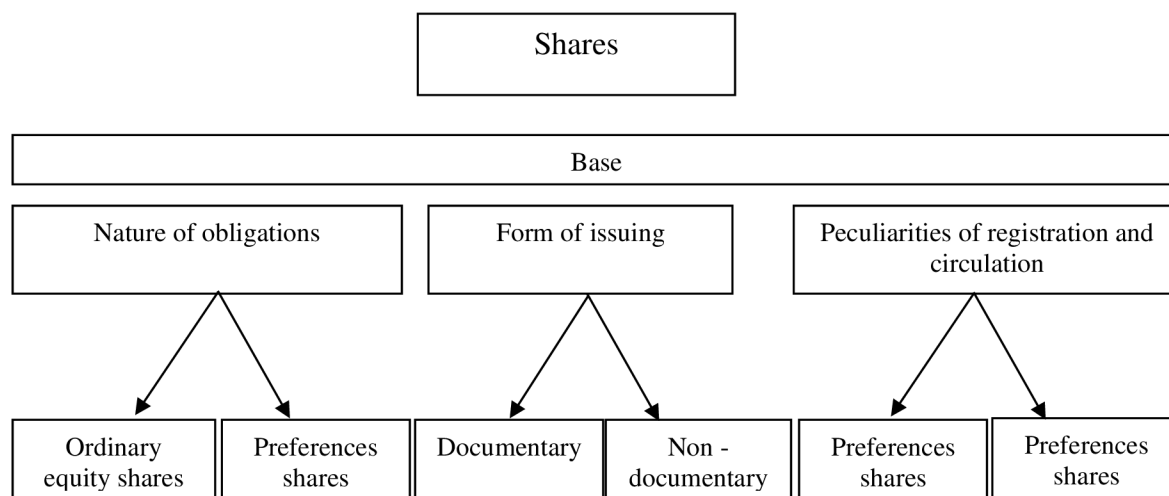 Shares
Base
Nature of obligations
Form of issuing
Peculiarities of registration and
circulation
Ordinary
equity shares
Preferences
shares
Documentary
Non -
documentary
Preferences
shares
Preferences
shares